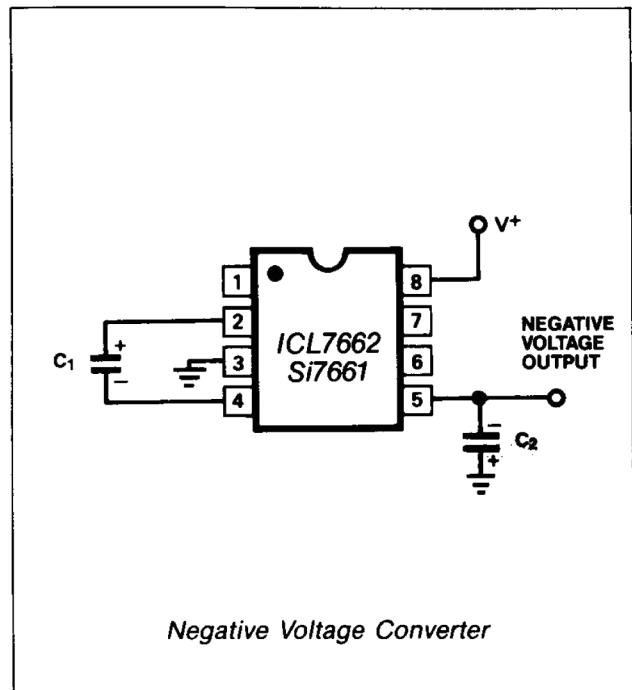 V+
1
8
2
7
C1
+
−
3
ICL7662
Si7661
6
4
5
NEGATIVE
VOLTAGE
OUTPUT
−
C2
+
Negative Voltage Converter